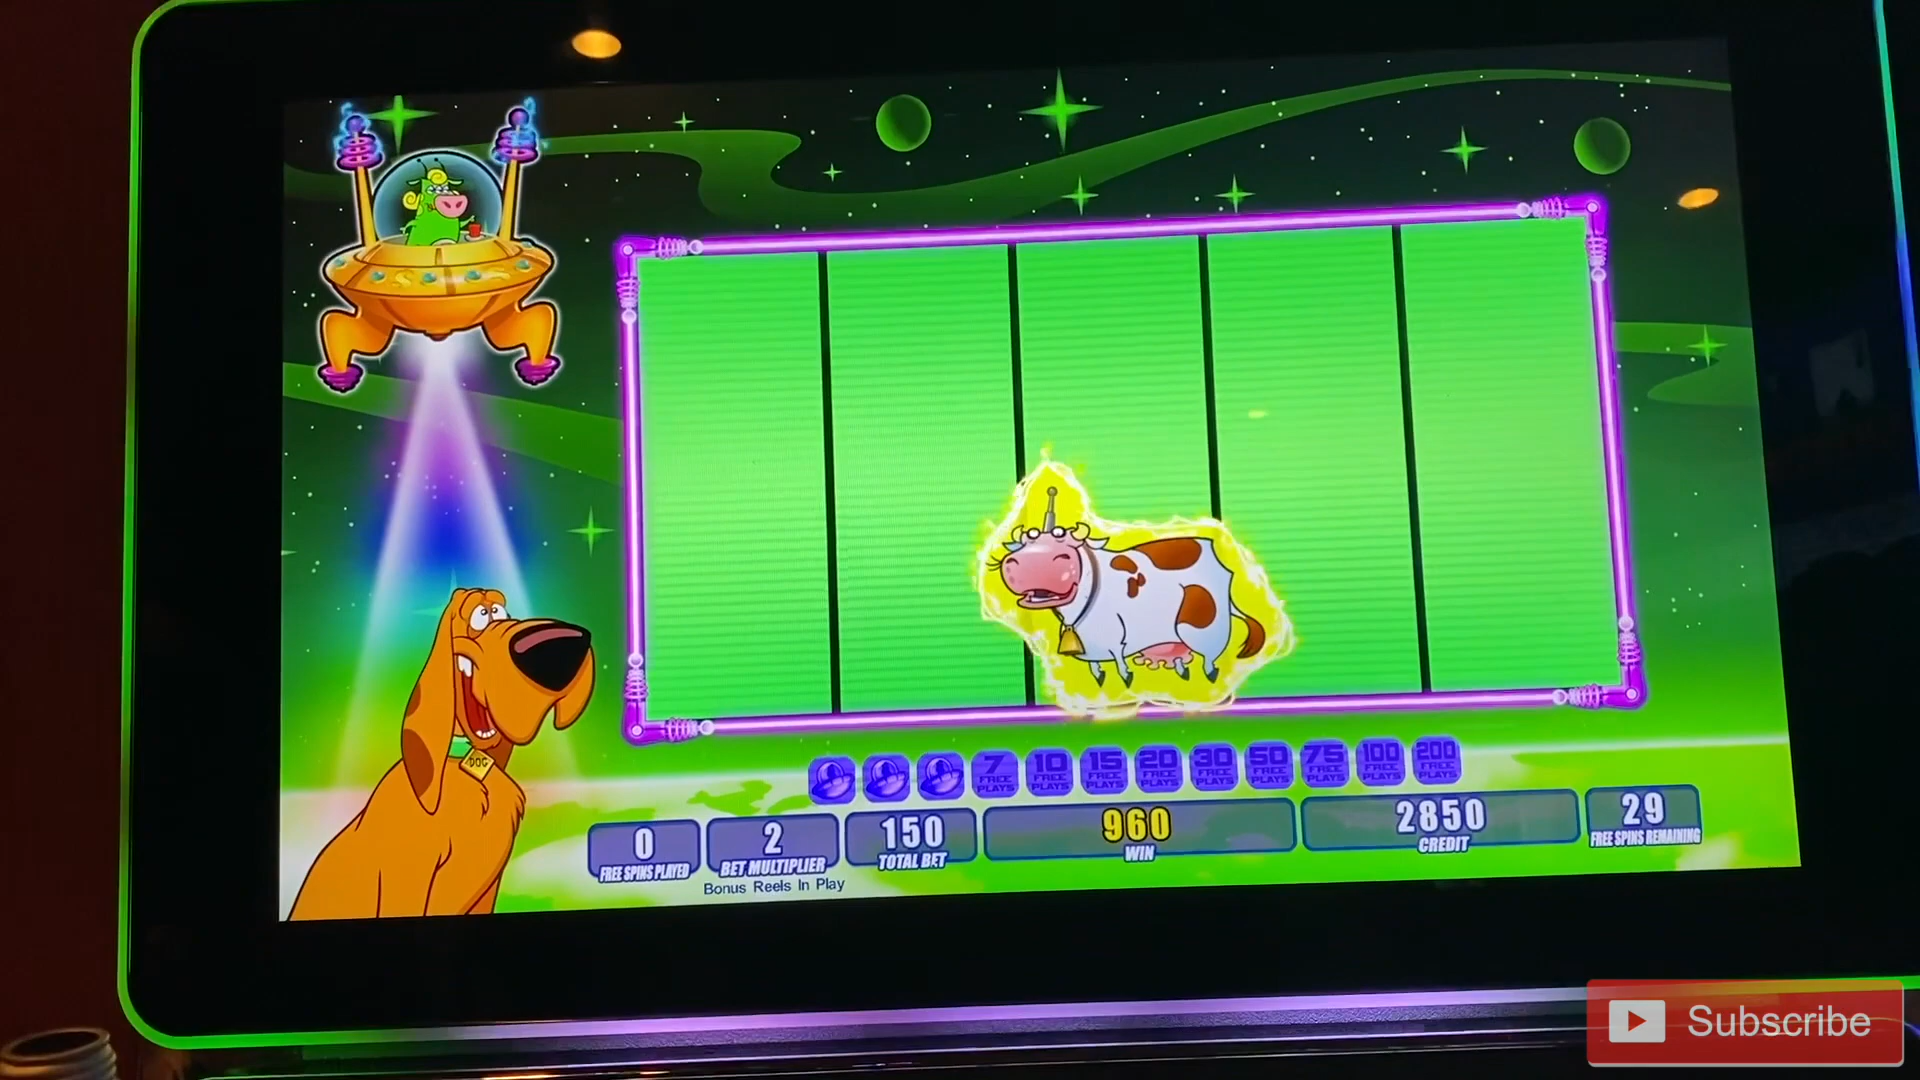 DOG
7 FREE PLAYS
10 FREE PLAYS
15 FREE PLAYS
20 FREE PLAYS
30 FREE PLAYS
50 FREE PLAYS
75 FREE PLAYS
100 FREE PLAYS
200 FREE PLAYS
0
FREE SPINS PLAYED
2
BET MULTIPLIER
150
TOTAL BET
960
WIN
2850
CREDIT
29
FREE SPINS REMAINING
Bonus Reels In Play
Subscribe